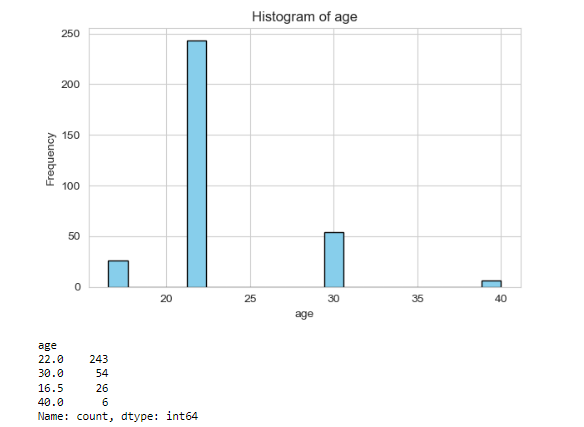 Histogram of age
250
200
150
100
50
0
Frequency
20 25 30 35 40
age
age
22.0 243
30.0 54
16.5 26
40.0 6
Name: count, dtype: int64